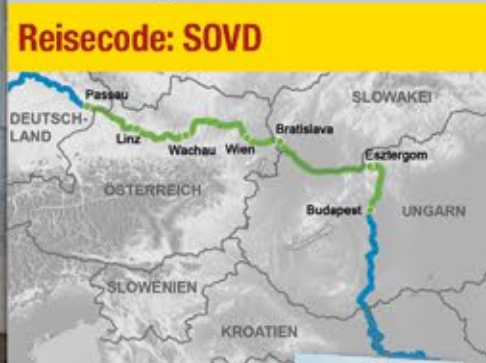 Reisecode: SOVD
Passau
SLOWAKEI
DEUTSCH-
LAND
Linz
Wachau
Wien
Bratislava
Esztergom
ÖSTERREICH
Budapest
UNGARN
SLOWENIEN
KROATIEN